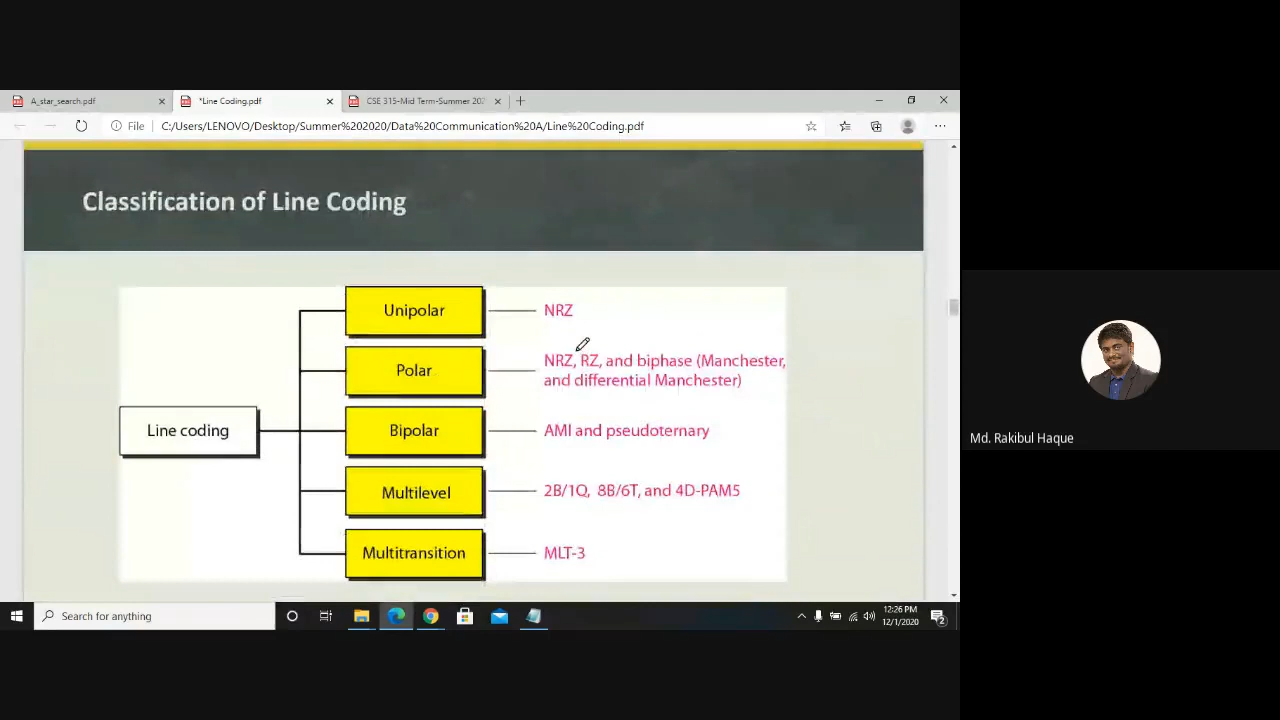 A_star_search.pdf
*Line Coding.pdf
CSE 315-Mid Term-Summer 202
File
C:/Users/LENOVO/Desktop/Summer%202020/Data%20Communication%20A/Line%20Coding.pdf
Classification of Line Coding
Unipolar
NRZ
Polar
NRZ, RZ, and biphase (Manchester,
and differential Manchester)
Line coding
Bipolar
AMI and pseudoternary
Multilevel
2B/1Q, 8B/6T, and 4D-PAM5
Multitransition
MLT-3
Md. Rakibul Haque
Search for anything
12:26 PM
12/1/2020
2